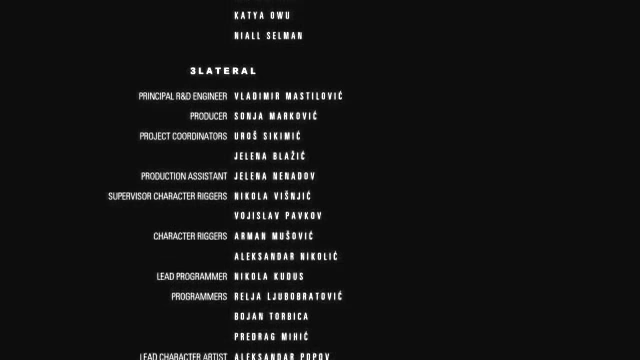 KATYA OWU
NIALL SELMAN
3LATERAL
PRINCIPAL R&D ENGINEER VLADIMIR MASTILOVIĆ
PRODUCER SONJA MARKOVIĆ
PROJECT COORDINATORS UROŠ SIKIMIĆ
JELENA BLAŽIĆ
PRODUCTION ASSISTANT JELENA NENADOV
SUPERVISOR CHARACTER RIGGERS NIKOLA VIŠNJIĆ
VOJISLAV PAVKOV
CHARACTER RIGGERS ARMAN MUŠOVIĆ
ALEKSANDAR NIKOLIĆ
LEAD PROGRAMMER NIKOLA KUDUS
PROGRAMMERS RELJA LJUBOBRATOVIĆ
BOJAN TORBICA
PREDRAG MIHIĆ
LEAD CHARACTER ARTIST ALEKSANDAR POPOV